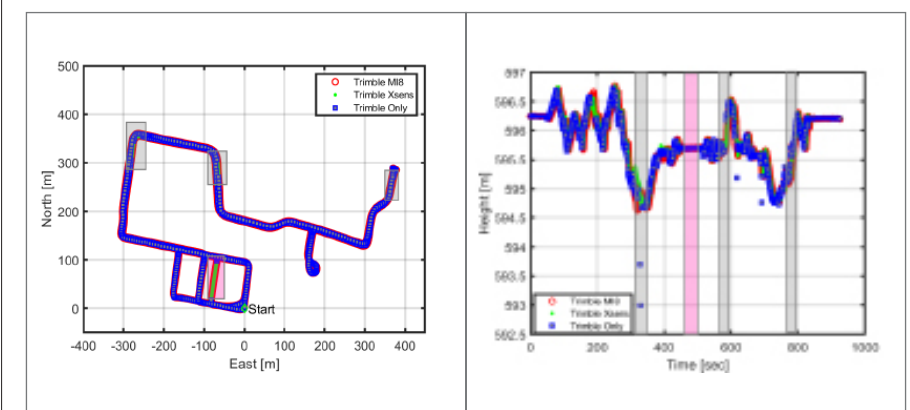 500
400
300
200
100
0
North [m]
-400 -300 -200 -100 0 100 200 300 400
East [m]
Trimble MI8
Trimble Xsens
Trimble Only
Start
597
596.5
596
595.5
595
594.5
594
593.5
593
592.5
Height [m]
0 200 400 600 800 1000
Time [sec]
Trimble MI8
Trimble Xsens
Trimble Only